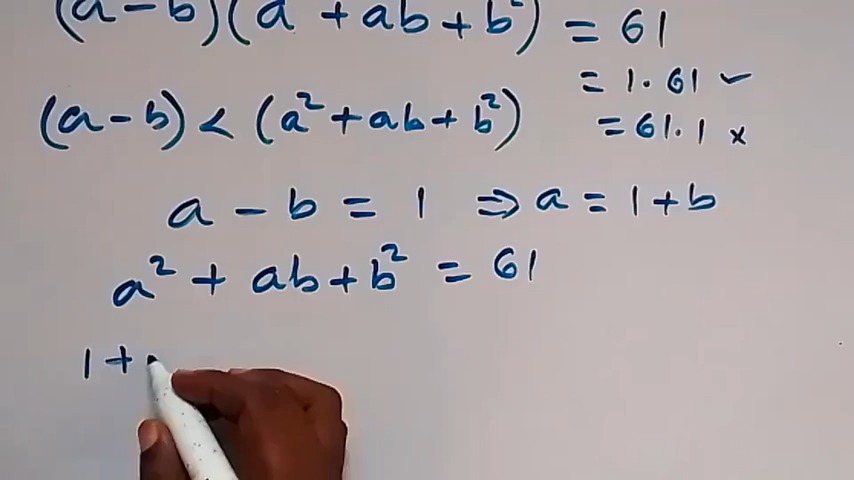 (a - b)(a² + ab + b²) = 61
= 1 · 61 ✓
(a - b) < (a² + ab + b²)
= 61 · 1 ×
a - b = 1 ⇒ a = 1 + b
a² + ab + b² = 61
1 +